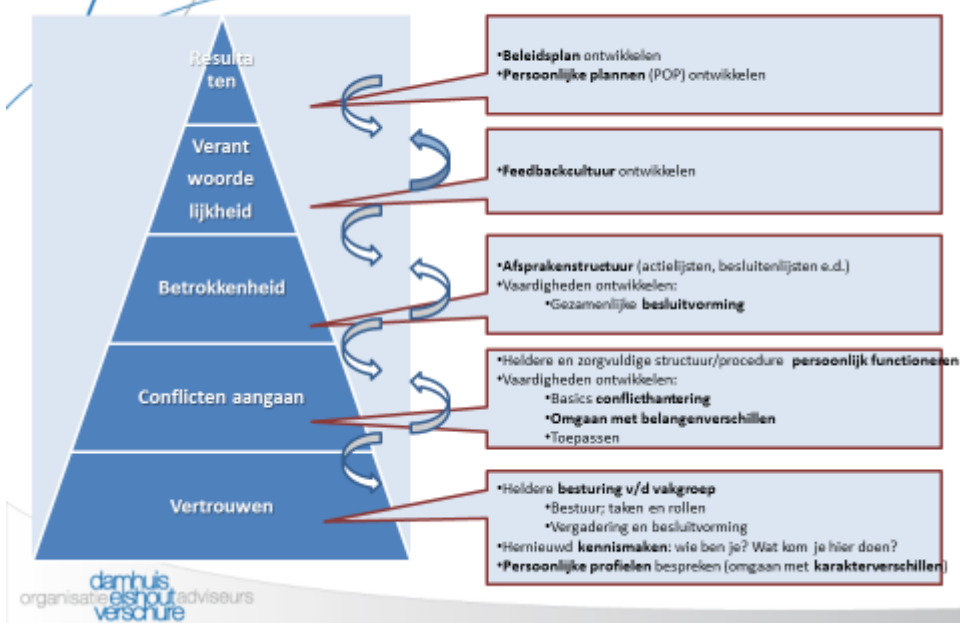 Resulta
ten
Verant
woorde
lijkheid
Betrokkenheid
Conflicten aangaan
Vertrouwen
•Beleidsplan ontwikkelen
•Persoonlijke plannen (POP) ontwikkelen
•Feedbackcultuur ontwikkelen
•Afsprakenstructuur (actielijsten, besluitenlijsten e.d.)
•Vaardigheden ontwikkelen:
•Gezamenlijke besluitvorming
•Heldere en zorgvuldige structuur/procedure persoonlijk functioneren
•Vaardigheden ontwikkelen:
•Basics conflicthantering
•Omgaan met belangenverschillen
•Toepassen
•Heldere besturing v/d vakgroep
•Bestuur; taken en rollen
•Vergadering en besluitvorming
•Hernieuwd kennismaken: wie ben je? Wat kom je hier doen?
•Persoonlijke profielen bespreken (omgaan met karakterverschillen)
damhuis
organisatie elshout adviseurs
verschure